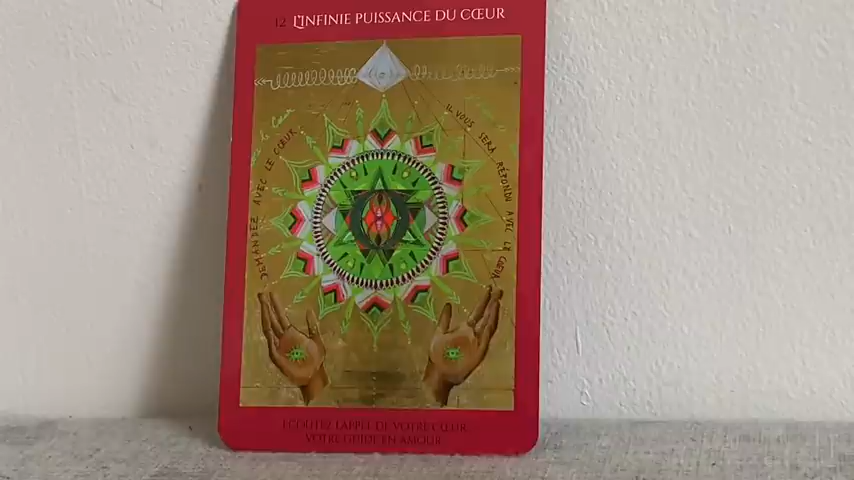 12 L'INFINIE PUISSANCE DU CŒUR
DEMANDEZ AVEC LE CŒUR
IL VOUS SERA RÉPONDU AVEC LE CŒUR
ÉCOUTEZ L'APPEL DE VOTRE CŒUR,
VOTRE GUIDE EN AMOUR